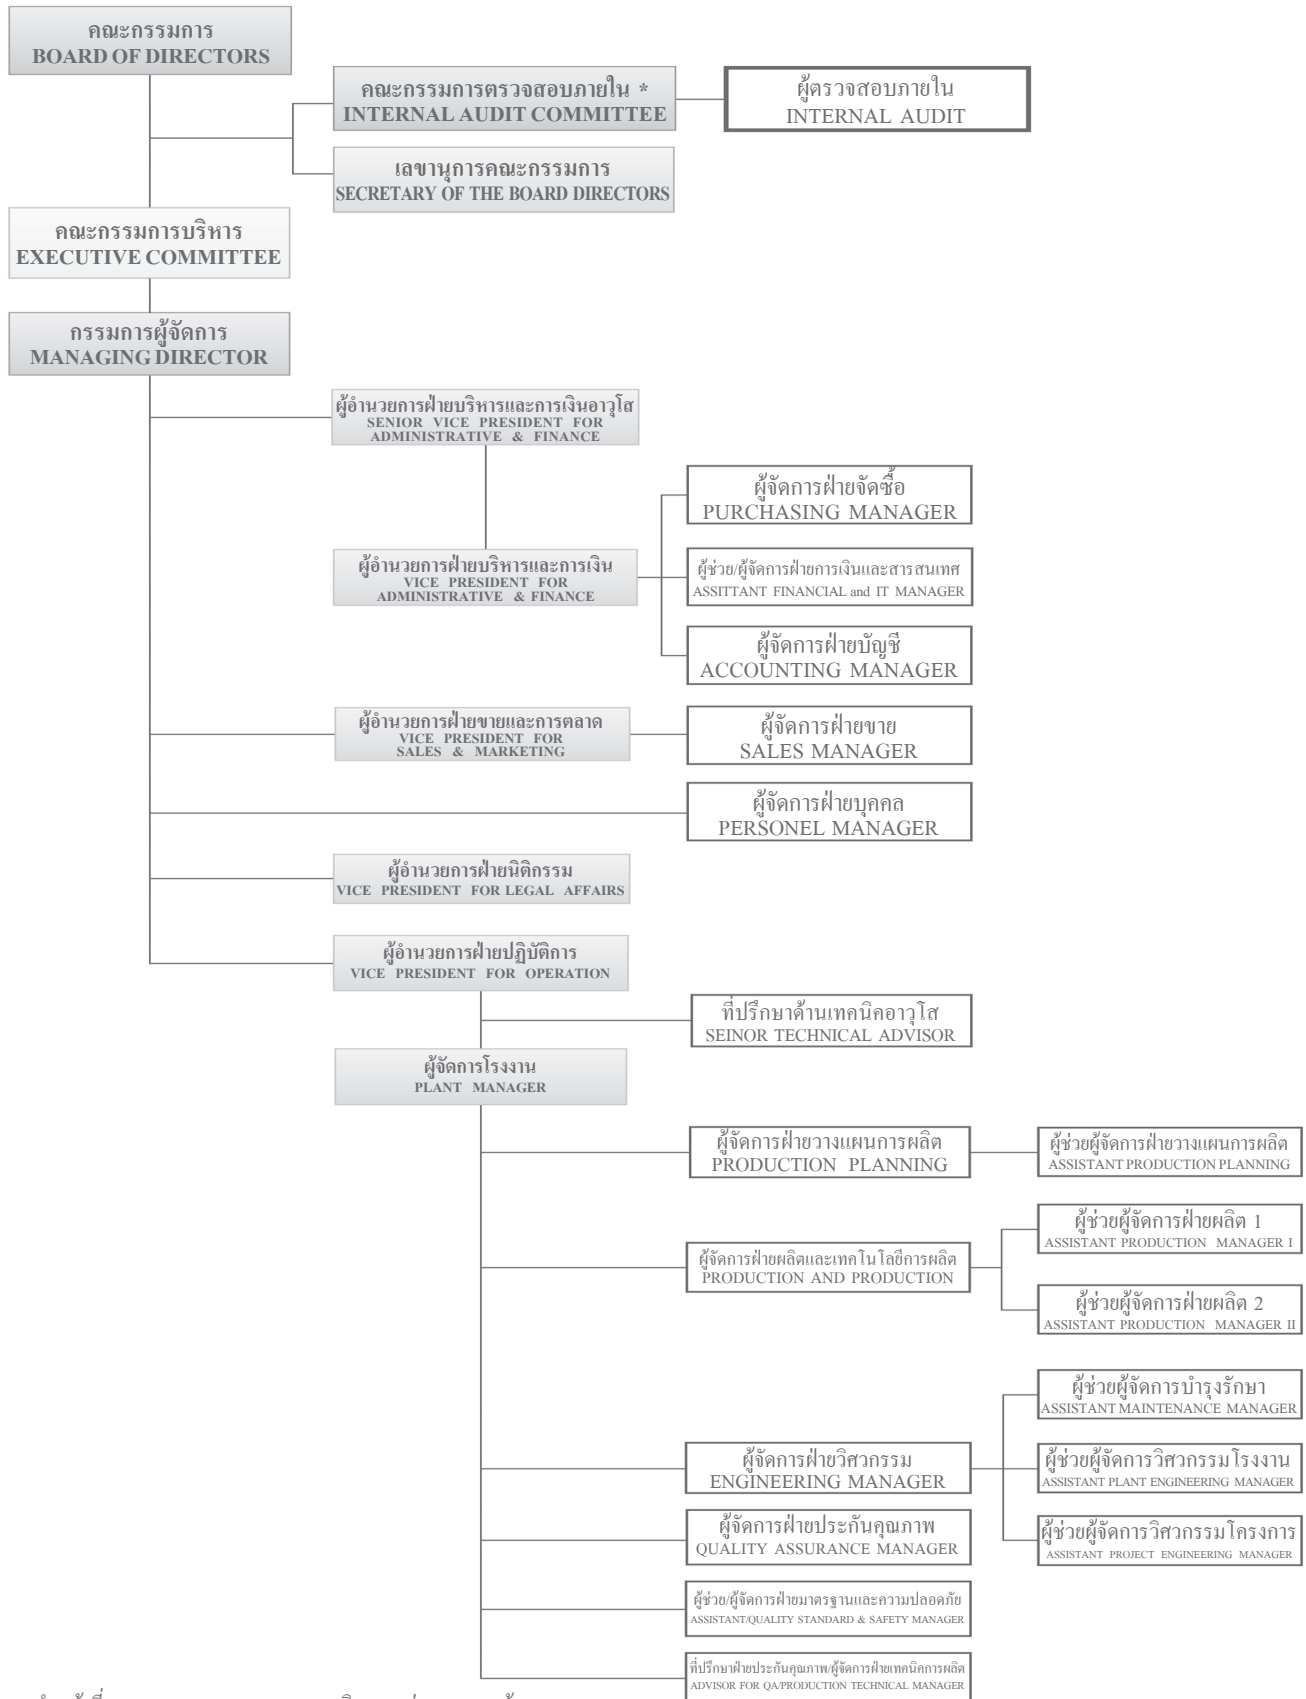 คณะกรรมการ
BOARD OF DIRECTORS
คณะกรรมการตรวจสอบภายใน *
INTERNAL AUDIT COMMITTEE
ผู้ตรวจสอบภายใน
INTERNAL AUDIT
เลขานุการคณะกรรมการ
SECRETARY OF THE BOARD DIRECTORS
คณะกรรมการบริหาร
EXECUTIVE COMMITTEE
กรรมการผู้จัดการ
MANAGING DIRECTOR
ผู้อำนวยการฝ่ายบริหารและการเงินอาวุโส
SENIOR VICE PRESIDENT FOR
ADMINISTRATIVE & FINANCE
ผู้จัดการฝ่ายจัดซื้อ
PURCHASING MANAGER
ผู้อำนวยการฝ่ายบริหารและการเงิน
VICE PRESIDENT FOR
ADMINISTRATIVE & FINANCE
ผู้ช่วย/ผู้จัดการฝ่ายการเงินและสารสนเทศ
ASSITTANT FINANCIAL and IT MANAGER
ผู้จัดการฝ่ายบัญชี
ACCOUNTING MANAGER
ผู้อำนวยการฝ่ายขายและการตลาด
VICE PRESIDENT FOR
SALES & MARKETING
ผู้จัดการฝ่ายขาย
SALES MANAGER
ผู้จัดการฝ่ายบุคคล
PERSONEL MANAGER
ผู้อำนวยการฝ่ายนิติกรรม
VICE PRESIDENT FOR LEGAL AFFAIRS
ผู้อำนวยการฝ่ายปฏิบัติการ
VICE PRESIDENT FOR OPERATION
ที่ปรึกษาด้านเทคนิคอาวุโส
SEINOR TECHNICAL ADVISOR
ผู้จัดการโรงงาน
PLANT MANAGER
ผู้จัดการฝ่ายวางแผนการผลิต
PRODUCTION PLANNING
ผู้ช่วยผู้จัดการฝ่ายวางแผนการผลิต
ASSISTANT PRODUCTION PLANNING
ผู้จัดการฝ่ายผลิตและเทคโนโลยีการผลิต
PRODUCTION AND PRODUCTION
ผู้ช่วยผู้จัดการฝ่ายผลิต 1
ASSISTANT PRODUCTION MANAGER I
ผู้ช่วยผู้จัดการฝ่ายผลิต 2
ASSISTANT PRODUCTION MANAGER II
ผู้ช่วยผู้จัดการบำรุงรักษา
ASSISTANT MAINTENANCE MANAGER
ผู้จัดการฝ่ายวิศวกรรม
ENGINEERING MANAGER
ผู้ช่วยผู้จัดการวิศวกรรมโรงงาน
ASSISTANT PLANT ENGINEERING MANAGER
ผู้ช่วยผู้จัดการวิศวกรรมโครงการ
ASSISTANT PROJECT ENGINEERING MANAGER
ผู้จัดการฝ่ายประกันคุณภาพ
QUALITY ASSURANCE MANAGER
ผู้ช่วย/ผู้จัดการฝ่ายมาตรฐานและความปลอดภัย
ASSISTANT/QUALITY STANDARD & SAFETY MANAGER
ที่ปรึกษาฝ่ายประกันคุณภาพ/ผู้จัดการฝ่ายเทคนิคการผลิต
ADVISOR FOR QA/PRODUCTION TECHNICAL MANAGER